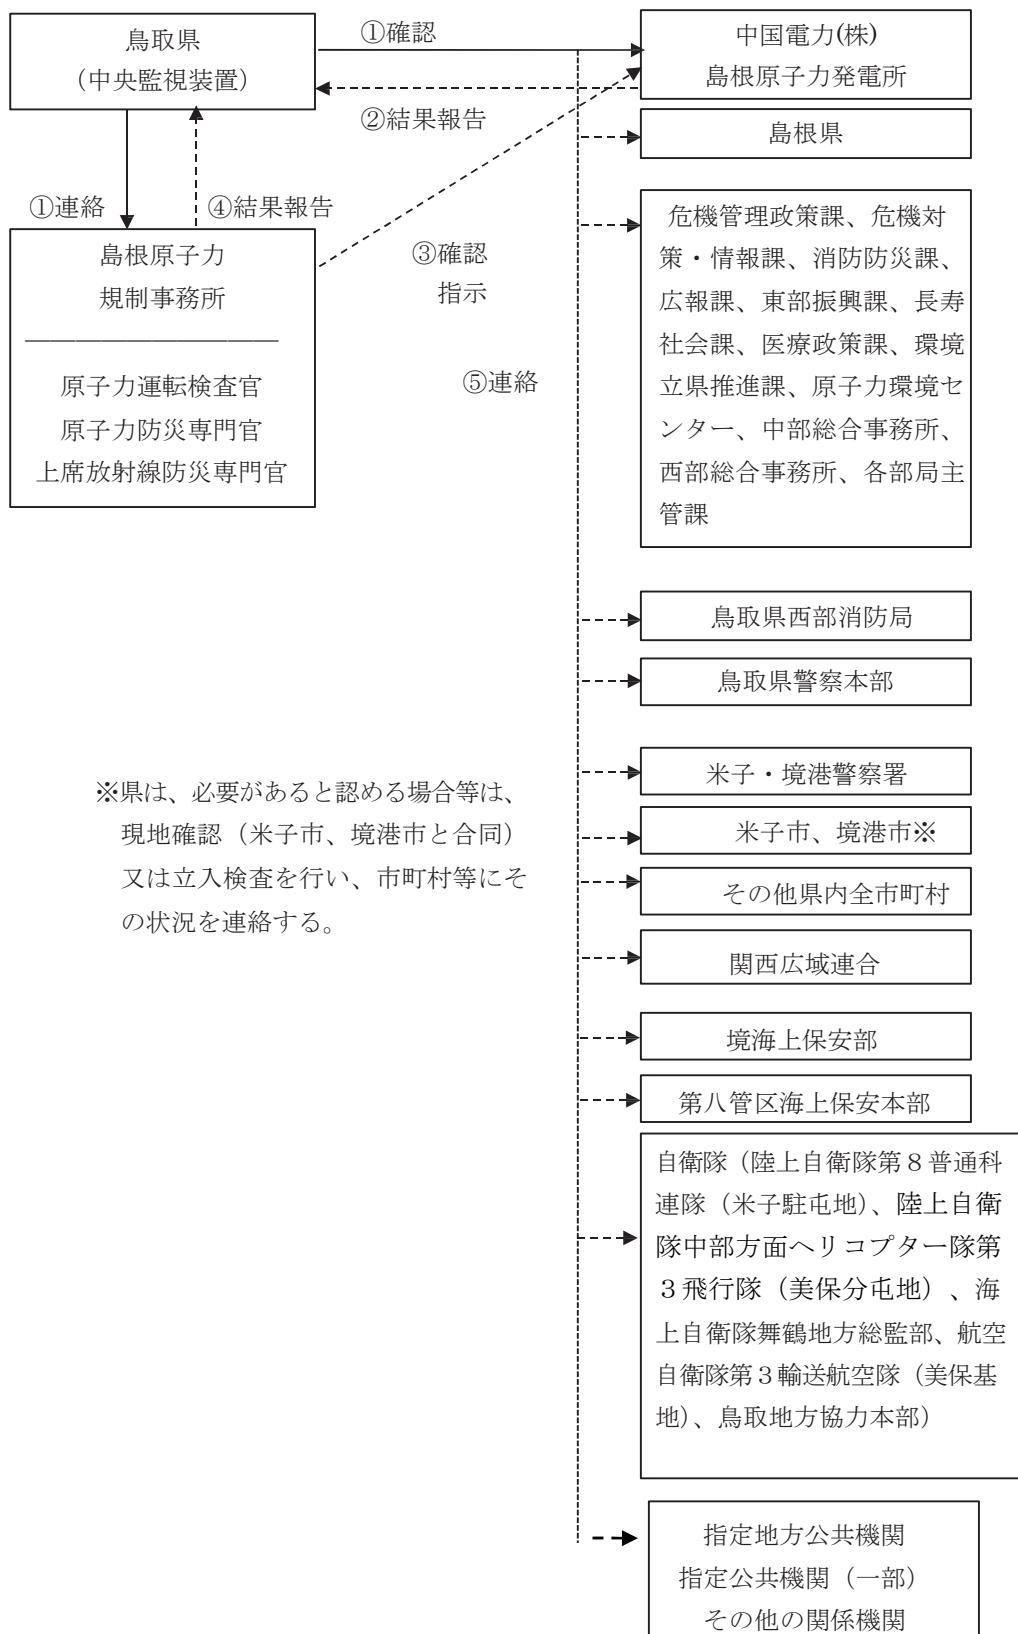 鳥取県
（中央監視装置）
①確認
中国電力(株)
島根原子力発電所
②結果報告
島根県
①連絡
④結果報告
島根原子力
規制事務所
原子力運転検査官
原子力防災専門官
上席放射線防災専門官
③確認
指示
⑤連絡
危機管理政策課、危機対
策・情報課、消防防災課、
広報課、東部振興課、長寿
社会課、医療政策課、環境
立県推進課、原子力環境セ
ンター、中部総合事務所、
西部総合事務所、各部局主
管課
鳥取県西部消防局
鳥取県警察本部
米子・境港警察署
米子市、境港市※
その他県内全市町村
関西広域連合
※県は、必要があると認める場合等は、
現地確認（米子市、境港市と合同）
又は立入検査を行い、市町村等にそ
の状況を連絡する。
境海上保安部
第八管区海上保安本部
自衛隊（陸上自衛隊第８普通科
連隊（米子駐屯地）、陸上自衛
隊中部方面ヘリコプター隊第
３飛行隊（美保分屯地）、海
上自衛隊舞鶴地方総監部、航空
自衛隊第３輸送航空隊（美保基
地）、鳥取地方協力本部）
指定地方公共機関
指定公共機関（一部）
その他の関係機関